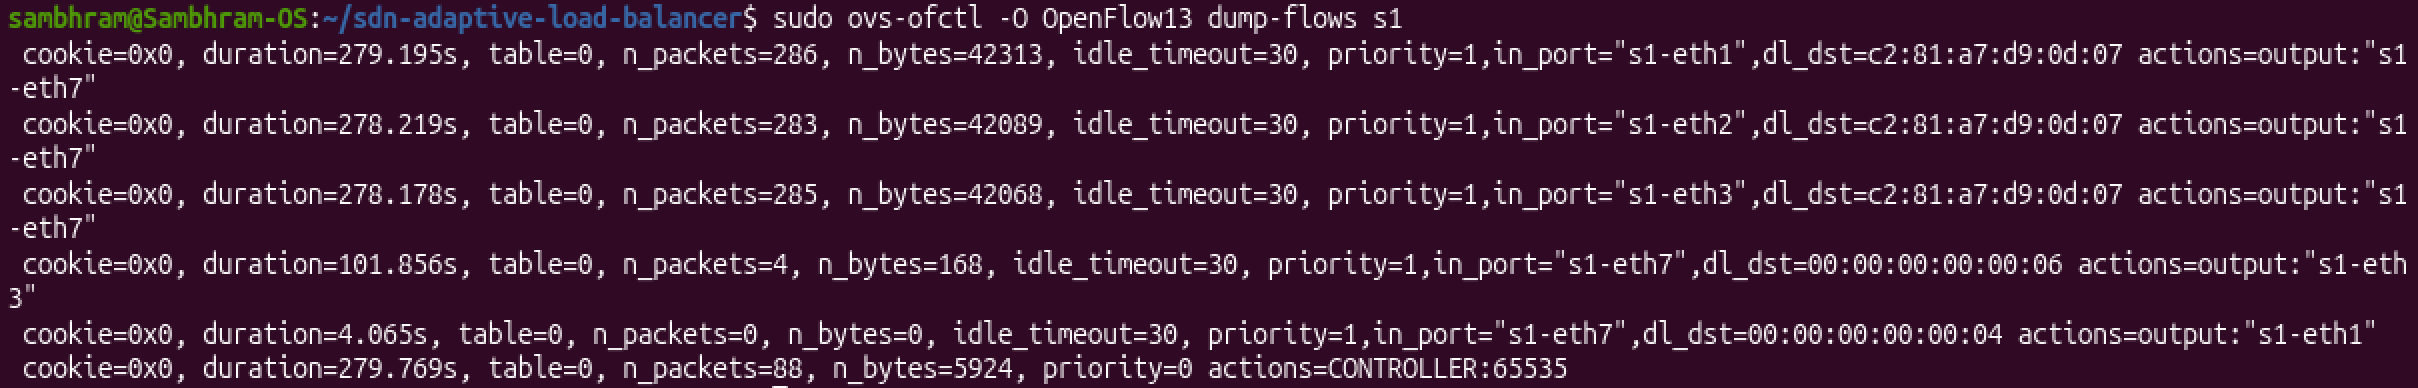 sambhram@Sambhram-OS:~/sdn-adaptive-load-balancer$ sudo ovs-ofctl -O OpenFlow13 dump-flows s1
 cookie=0x0, duration=279.195s, table=0, n_packets=286, n_bytes=42313, idle_timeout=30, priority=1,in_port="s1-eth1",dl_dst=c2:81:a7:d9:0d:07 actions=output:"s1
-eth7"
 cookie=0x0, duration=278.219s, table=0, n_packets=283, n_bytes=42089, idle_timeout=30, priority=1,in_port="s1-eth2",dl_dst=c2:81:a7:d9:0d:07 actions=output:"s1
-eth7"
 cookie=0x0, duration=278.178s, table=0, n_packets=285, n_bytes=42068, idle_timeout=30, priority=1,in_port="s1-eth3",dl_dst=c2:81:a7:d9:0d:07 actions=output:"s1
-eth7"
 cookie=0x0, duration=101.856s, table=0, n_packets=4, n_bytes=168, idle_timeout=30, priority=1,in_port="s1-eth7",dl_dst=00:00:00:00:00:06 actions=output:"s1-eth
3"
 cookie=0x0, duration=4.065s, table=0, n_packets=0, n_bytes=0, idle_timeout=30, priority=1,in_port="s1-eth7",dl_dst=00:00:00:00:00:04 actions=output:"s1-eth1"
 cookie=0x0, duration=279.769s, table=0, n_packets=88, n_bytes=5924, priority=0 actions=CONTROLLER:65535